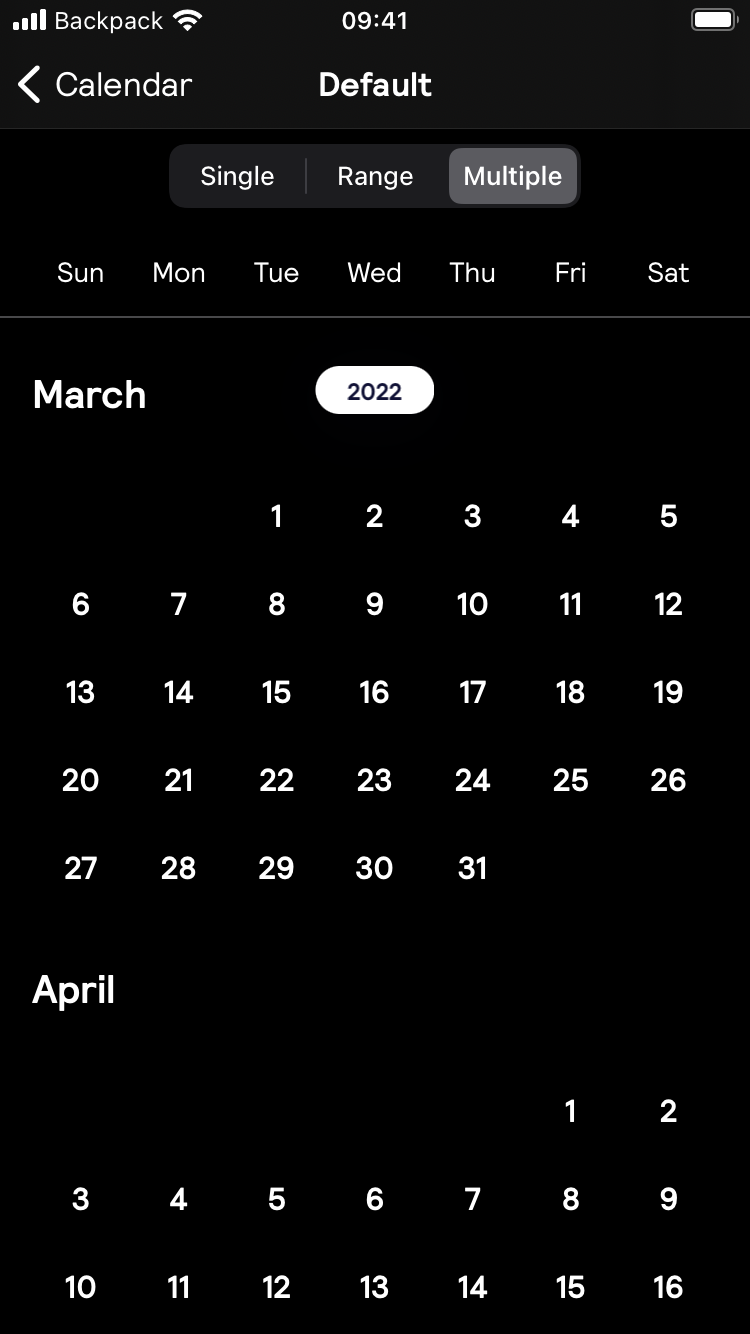 Backpack 09:41
Calendar Default
Single Range Multiple
Sun Mon Tue Wed Thu Fri Sat
March 2022
1 2 3 4 5
6 7 8 9 10 11 12
13 14 15 16 17 18 19
20 21 22 23 24 25 26
27 28 29 30 31
April
1 2
3 4 5 6 7 8 9
10 11 12 13 14 15 16